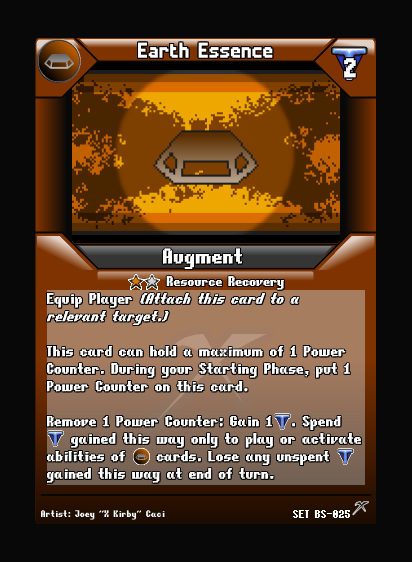 Earth Essence
2
Augment
Resource Recovery
Equip Player (Attach this card to a
relevant target.)
This card can hold a maximum of 1 Power
Counter. During your Starting Phase, put 1
Power Counter on this card.
Remove 1 Power Counter: Gain 1 . Spend
gained this way only to play or activate
abilities of cards. Lose any unspent
gained this way at end of turn.
Artist: Joey "X Kirby" Caci
SET BS-025